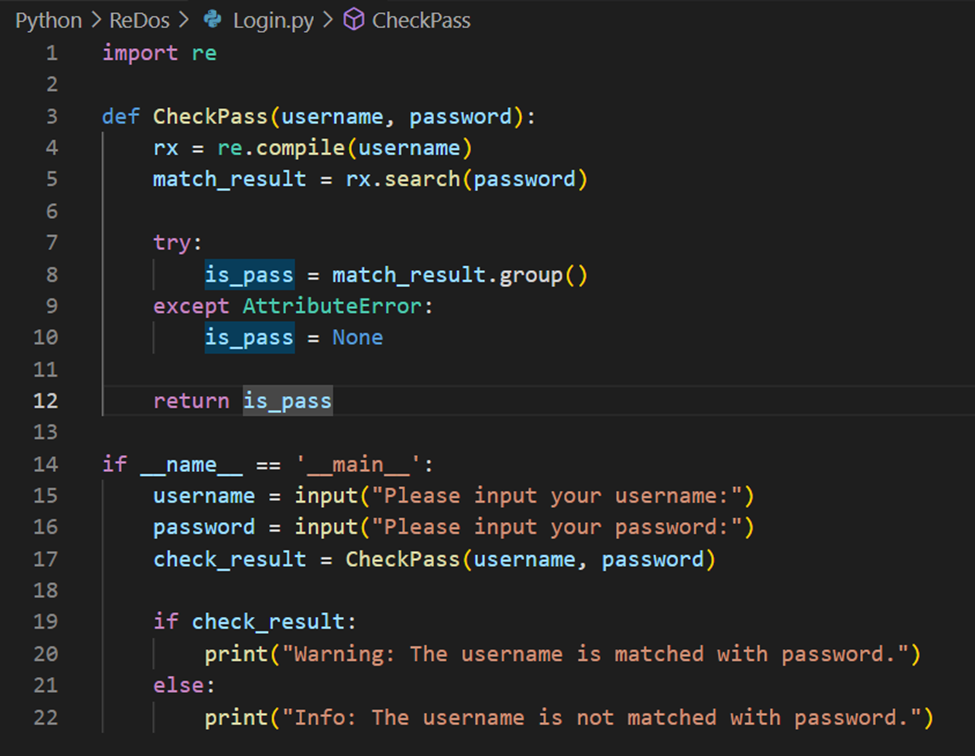 Python > ReDos > Login.py > CheckPass
1 import re
2
3 def CheckPass(username, password):
4     rx = re.compile(username)
5     match_result = rx.search(password)
6
7     try:
8         is_pass = match_result.group()
9     except AttributeError:
10         is_pass = None
11
12     return is_pass
13
14 if __name__ == '__main__':
15     username = input("Please input your username:")
16     password = input("Please input your password:")
17     check_result = CheckPass(username, password)
18
19     if check_result:
20         print("Warning: The username is matched with password.")
21     else:
22         print("Info: The username is not matched with password.")